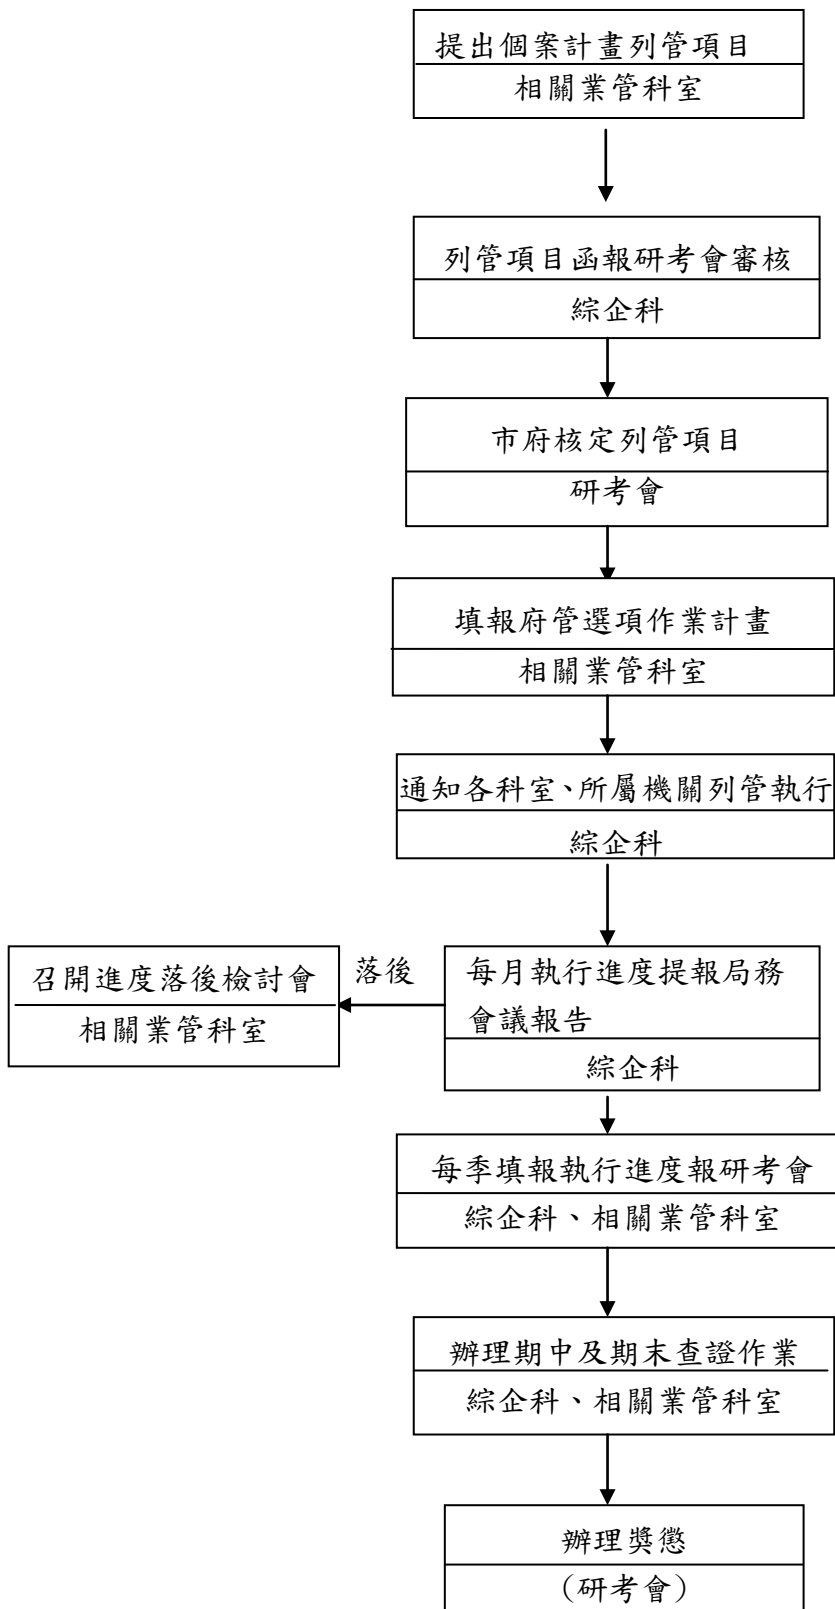 提出個案計畫列管項目
相關業管科室
列管項目函報研考會審核
綜企科
市府核定列管項目
研考會
填報府管選項作業計畫
相關業管科室
通知各科室、所屬機關列管執行
綜企科
召開進度落後檢討會
相關業管科室
落後
每月執行進度提報局務
會議報告
綜企科
每季填報執行進度報研考會
綜企科、相關業管科室
辦理期中及期末查證作業
綜企科、相關業管科室
辦理獎懲
(研考會)